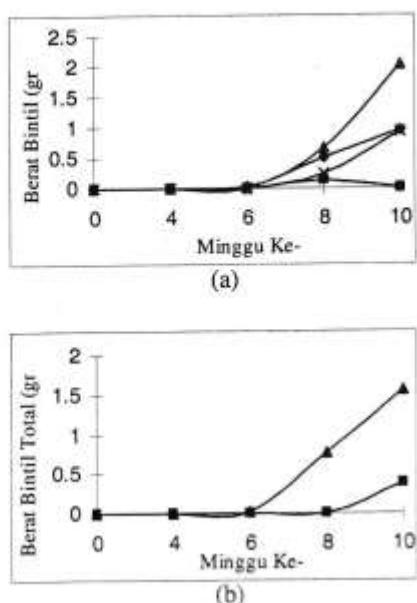 2.5
2
1.5
1
0.5
0
Berat Bintil (gr
0 4 6 8 10
Minggu Ke-
(a)
2
1.5
1
0.5
0
Berat Bintil Total (gr
0 4 6 8 10
Minggu Ke-
(b)